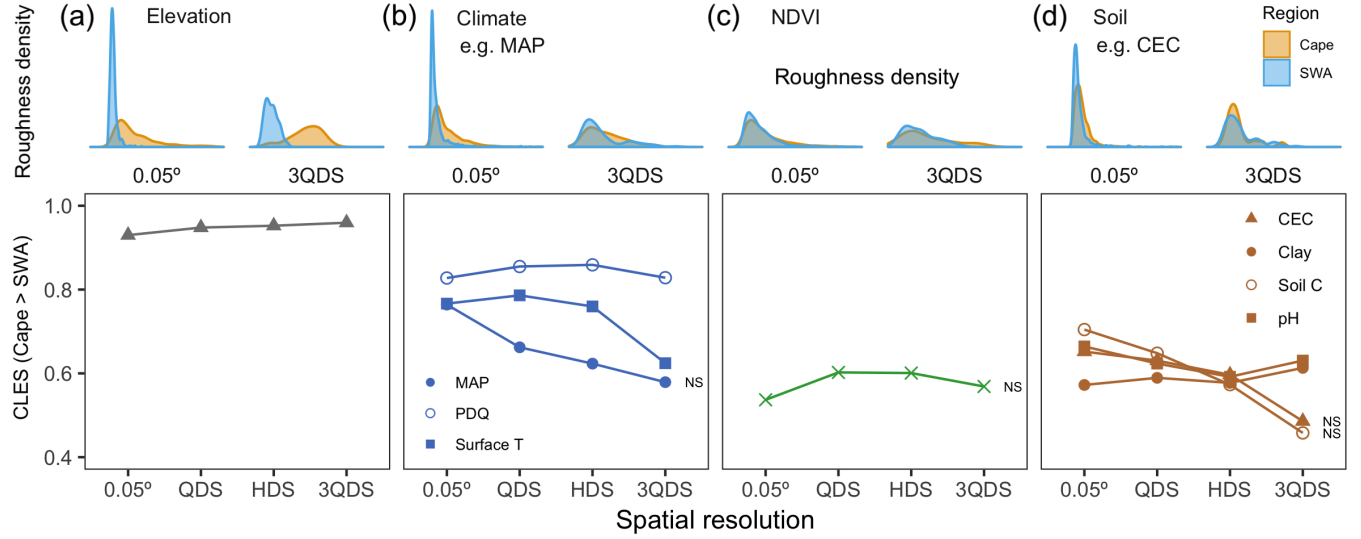 (a)
Elevation
(b)
Climate
e.g. MAP
(c)
NDVI
(d)
Soil
e.g. CEC
Region
Cape
SWA
Roughness density
Roughness density
0.05º
3QDS
0.05º
3QDS
0.05º
3QDS
0.05º
3QDS
CLES (Cape > SWA)
1.0
0.8
0.6
0.4
MAP
PDQ
Surface T
NS
NS
CEC
Clay
Soil C
pH
NS
NS
0.05º QDS HDS 3QDS
0.05º QDS HDS 3QDS
0.05º QDS HDS 3QDS
0.05º QDS HDS 3QDS
Spatial resolution